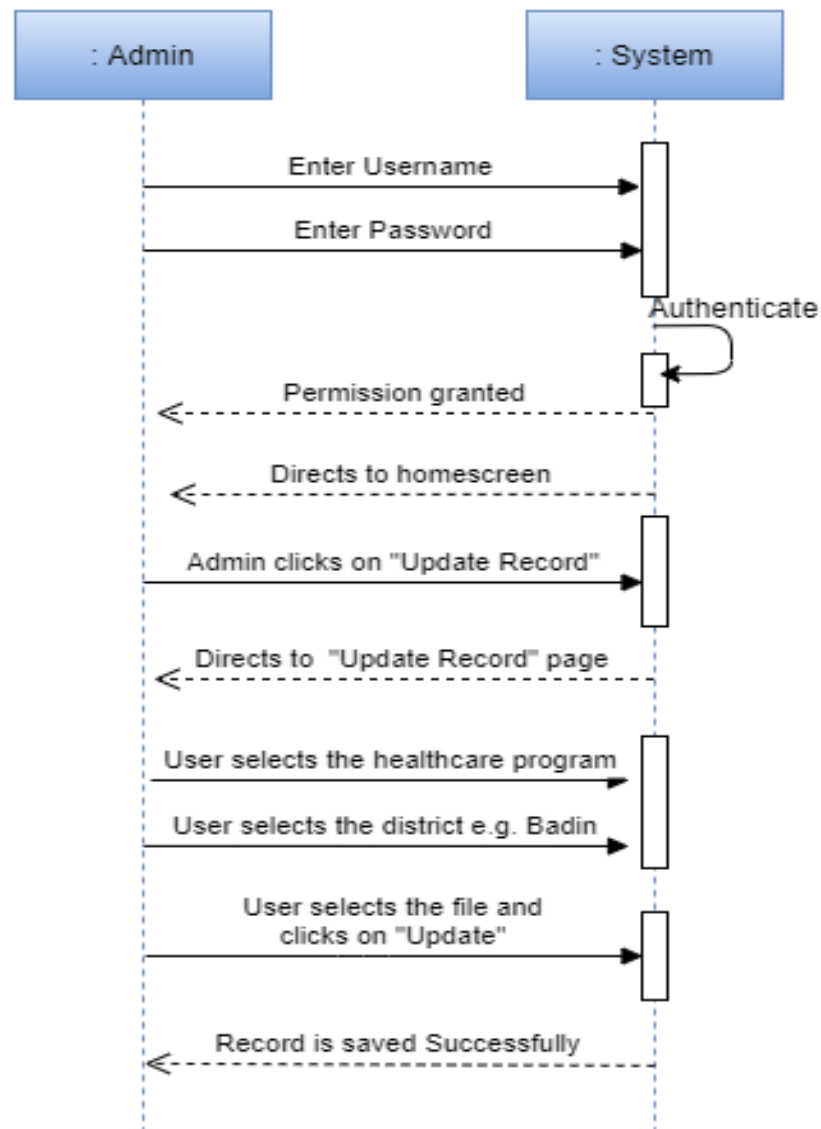 : Admin
: System
Enter Username
Enter Password
Authenticate
Permission granted
Directs to homescreen
Admin clicks on "Update Record"
Directs to "Update Record" page
User selects the healthcare program
User selects the district e.g. Badin
User selects the file and
clicks on "Update"
Record is saved Successfully